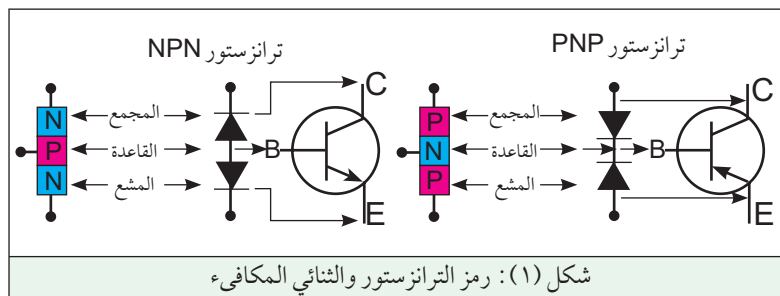 ترانزستور PNP
ترانزستور NPN
C
المجمع
P
C
المجمع
N
B
القاعدة
N
B
القاعدة
P
E
المشع
P
E
المشع
N
شكل (١): رمز الترانزستور والثنائي المكافىء